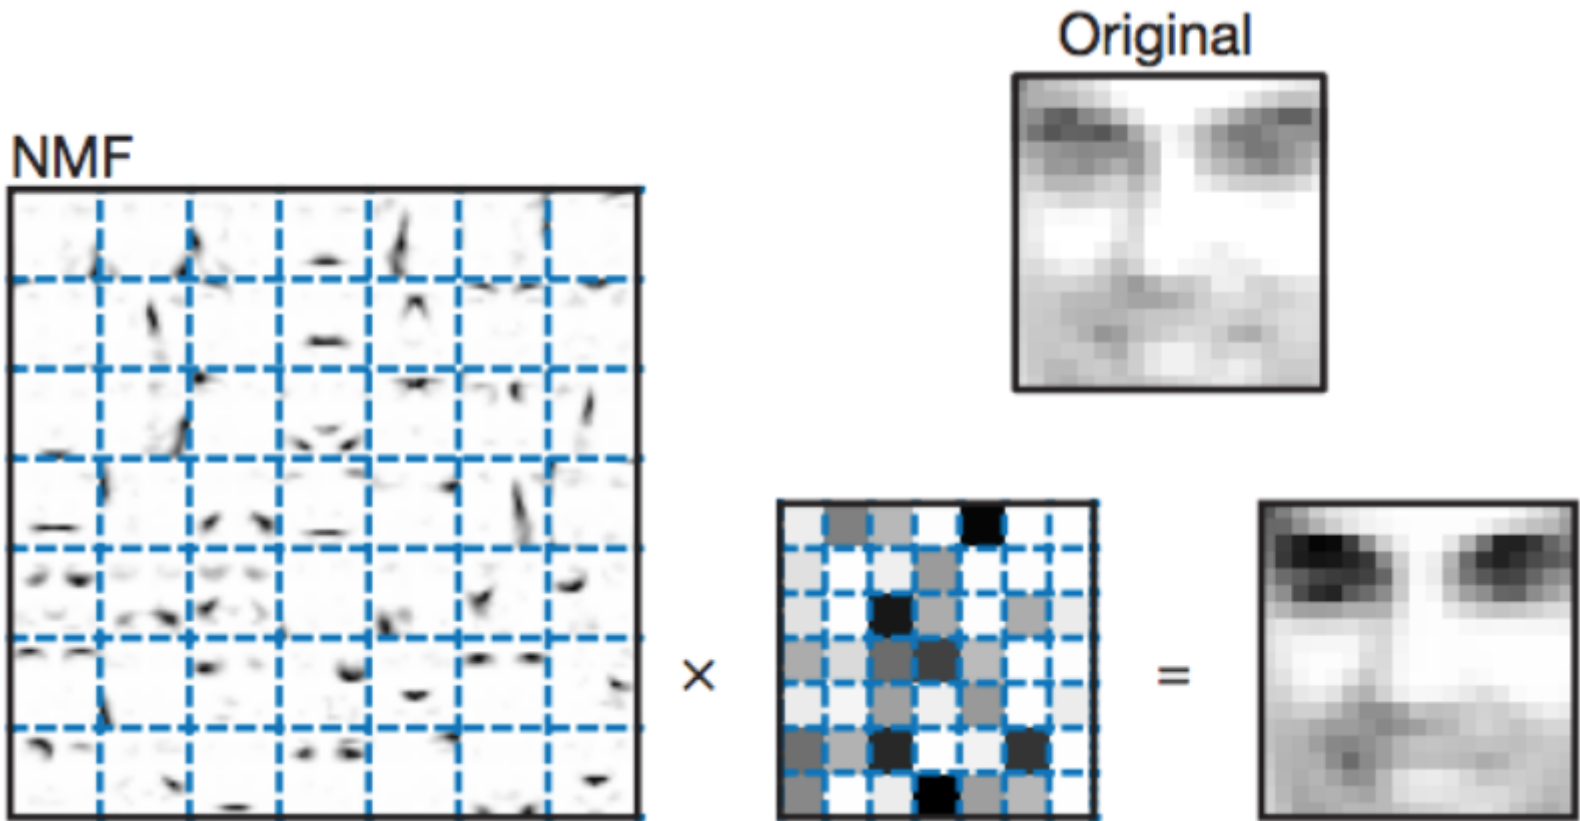 Original
NMF
×
=